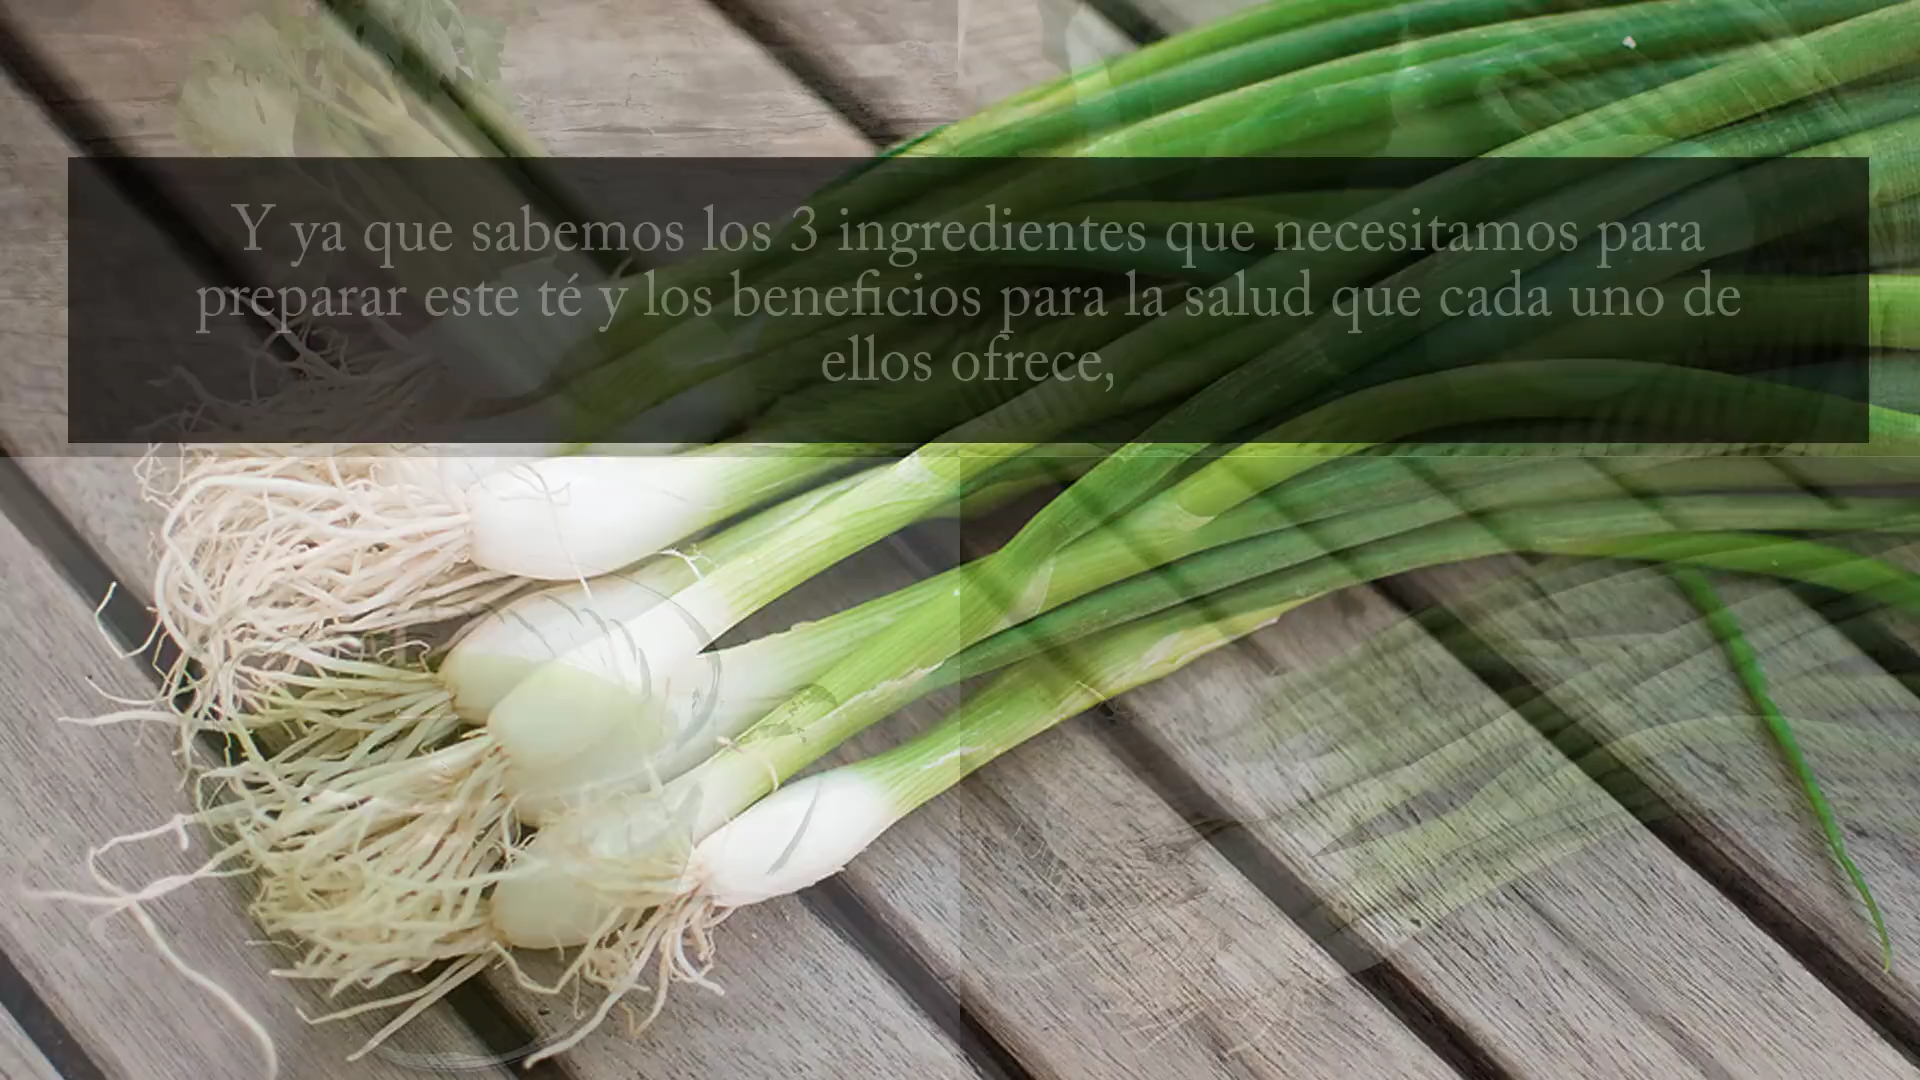 Y ya que sabemos los 3 ingredientes que necesitamos para
preparar este té y los beneficios para la salud que cada uno de
ellos ofrece,